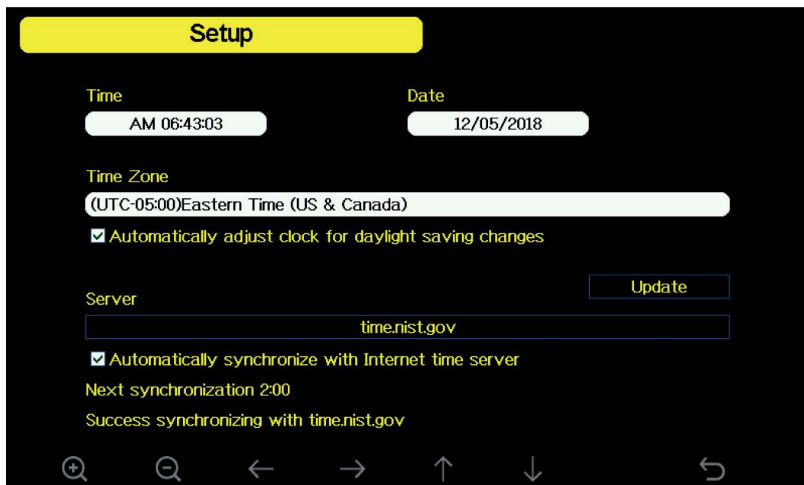 Setup
Time Date
AM 06:43:03 12/05/2018
Time Zone
(UTC-05:00)Eastern Time (US & Canada)
Automatically adjust clock for daylight saving changes
Update
Server
time.nist.gov
Automatically synchronize with Internet time server
Next synchronization 2:00
Success synchronizing with time.nist.gov